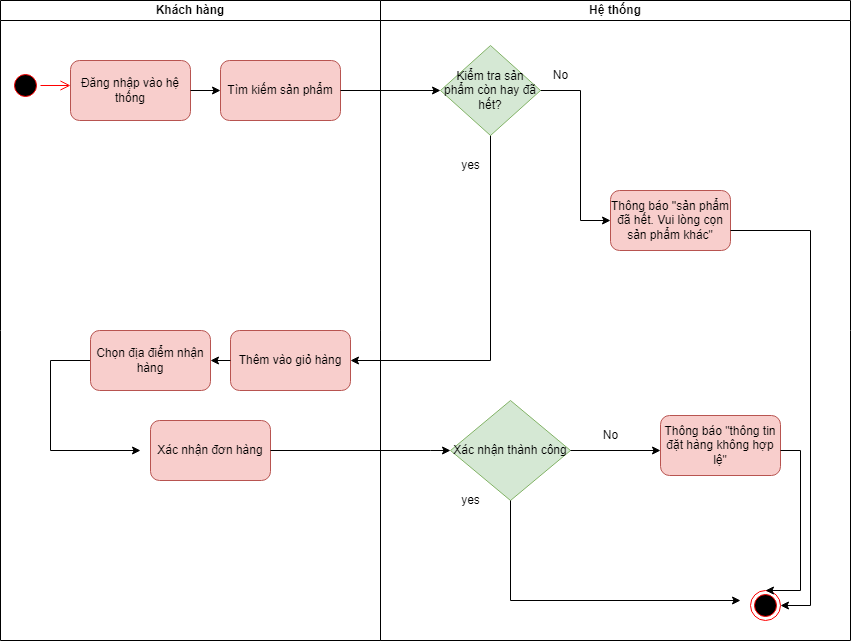 Khách hàng
Hệ thống
Đăng nhập vào hệ
thống
Tìm kiếm sản phẩm
Kiểm tra sản
phẩm còn hay đã
hết?
No
yes
Thông báo "sản phẩm
đã hết. Vui lòng cọn
sản phẩm khác"
Chọn địa điểm nhận
hàng
Thêm vào giỏ hàng
Xác nhận đơn hàng
Xác nhận thành công
No
yes
Thông báo "thông tin
đặt hàng không hợp
lệ"